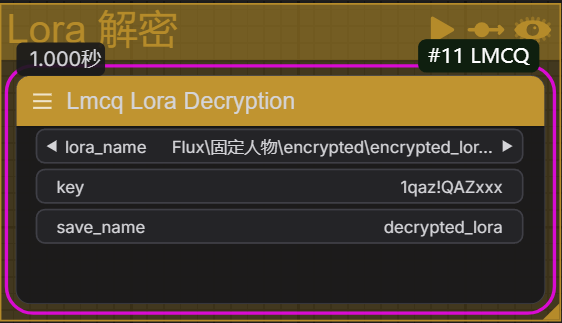 Lora 解密
1.000秒
#11 LMCQ
Lmcq Lora Decryption
lora_name Flux\固定人物\encrypted\encrypted_lor...
key 1qaz!QAZxxx
save_name decrypted_lora